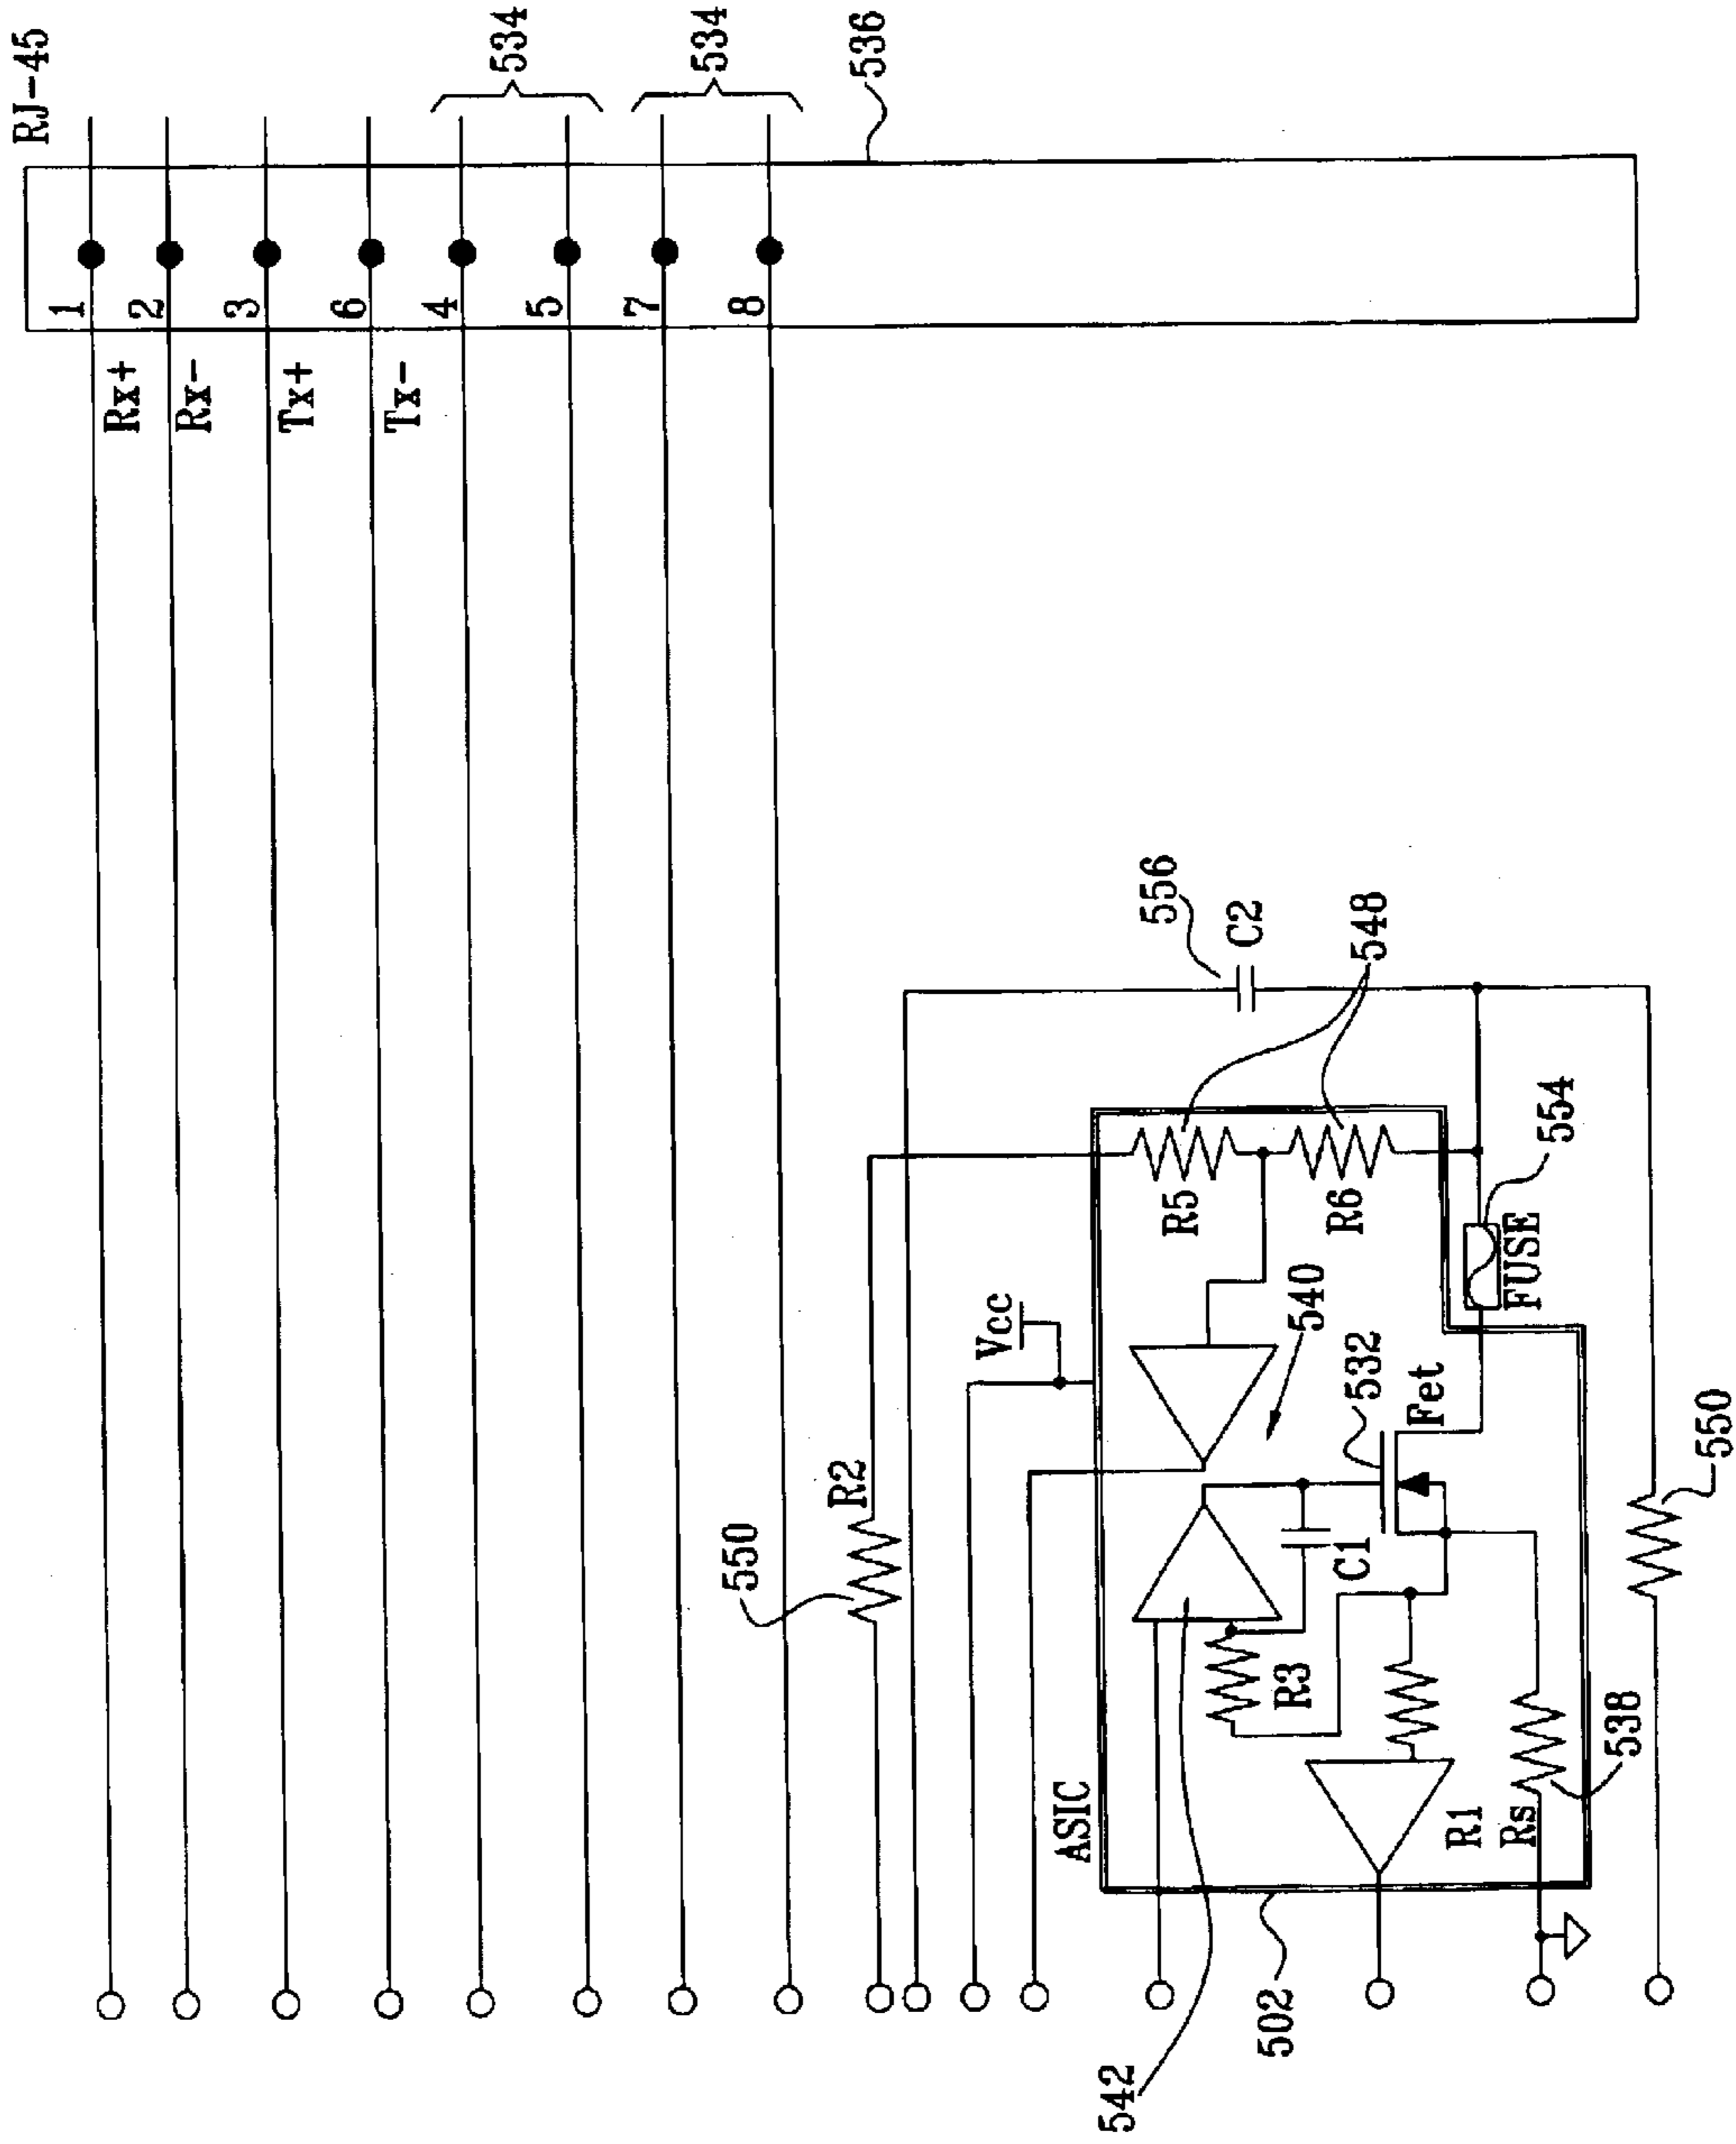 RJ-45
1
2
3
6
4
5
7
8
Rx+
Rx-
Tx+
Tx-
534
534
536
556
C2
548
R5
R6
554
FUSE
550
R2
Vcc
540
532
Fet
C1
R3
ASIC
R1
Rs
538
550
502
542